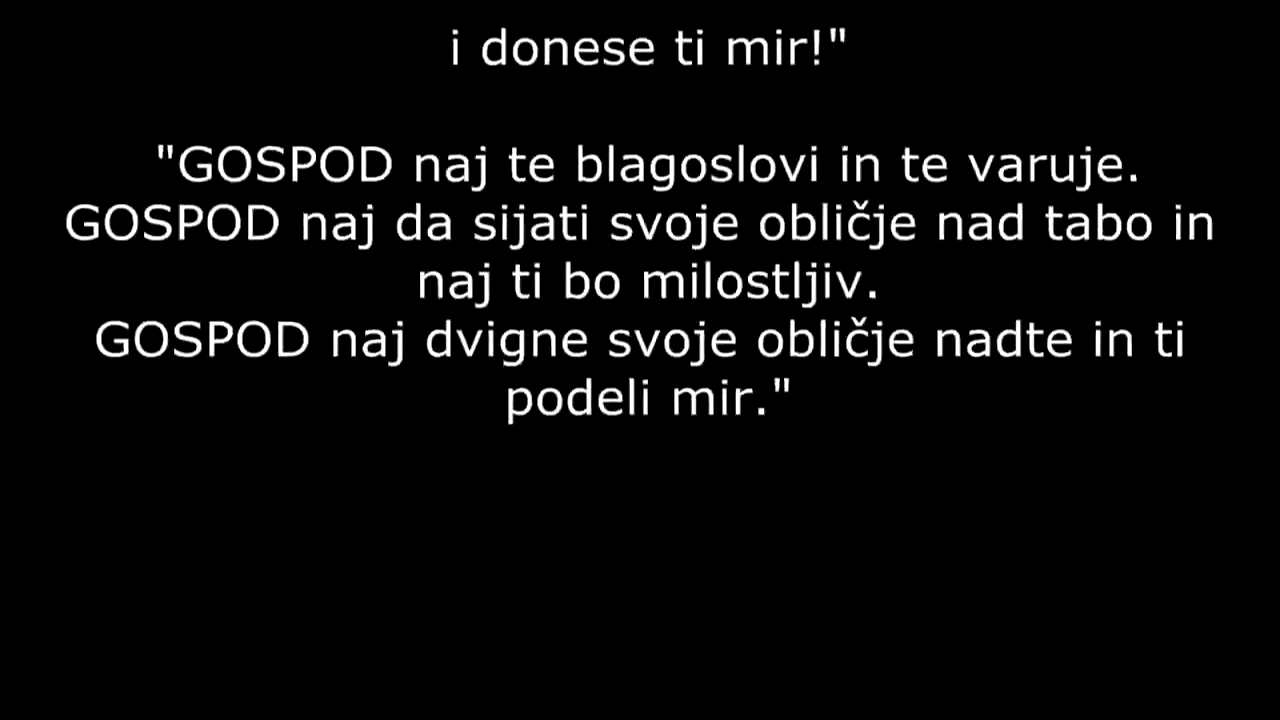 i donese ti mir!"
"GOSPOD naj te blagoslovi in te varuje.
GOSPOD naj da sijati svoje obličje nad tabo in
naj ti bo milostljiv.
GOSPOD naj dvigne svoje obličje nadte in ti
podeli mir."